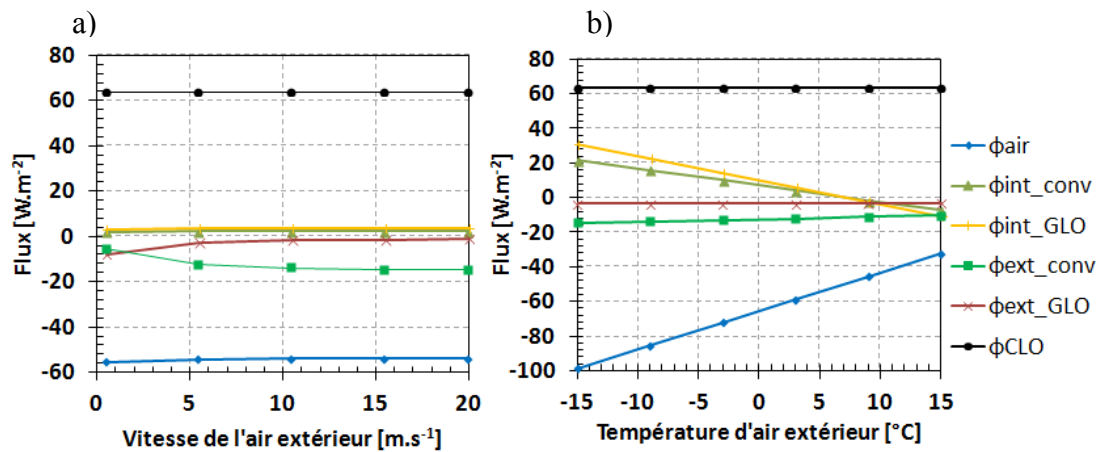 a)
80
60
40
20
0
-20
-40
-60
0
5
10
15
20
Flux [W.m⁻²]
Vitesse de l'air extérieur [m.s⁻¹]
b)
80
60
40
20
0
-20
-40
-60
-80
-100
-15
-10
-5
0
5
10
15
Flux [W.m⁻²]
Température d'air extérieur [°C]
ϕair
ϕint_conv
ϕint_GLO
ϕext_conv
ϕext_GLO
ϕCLO